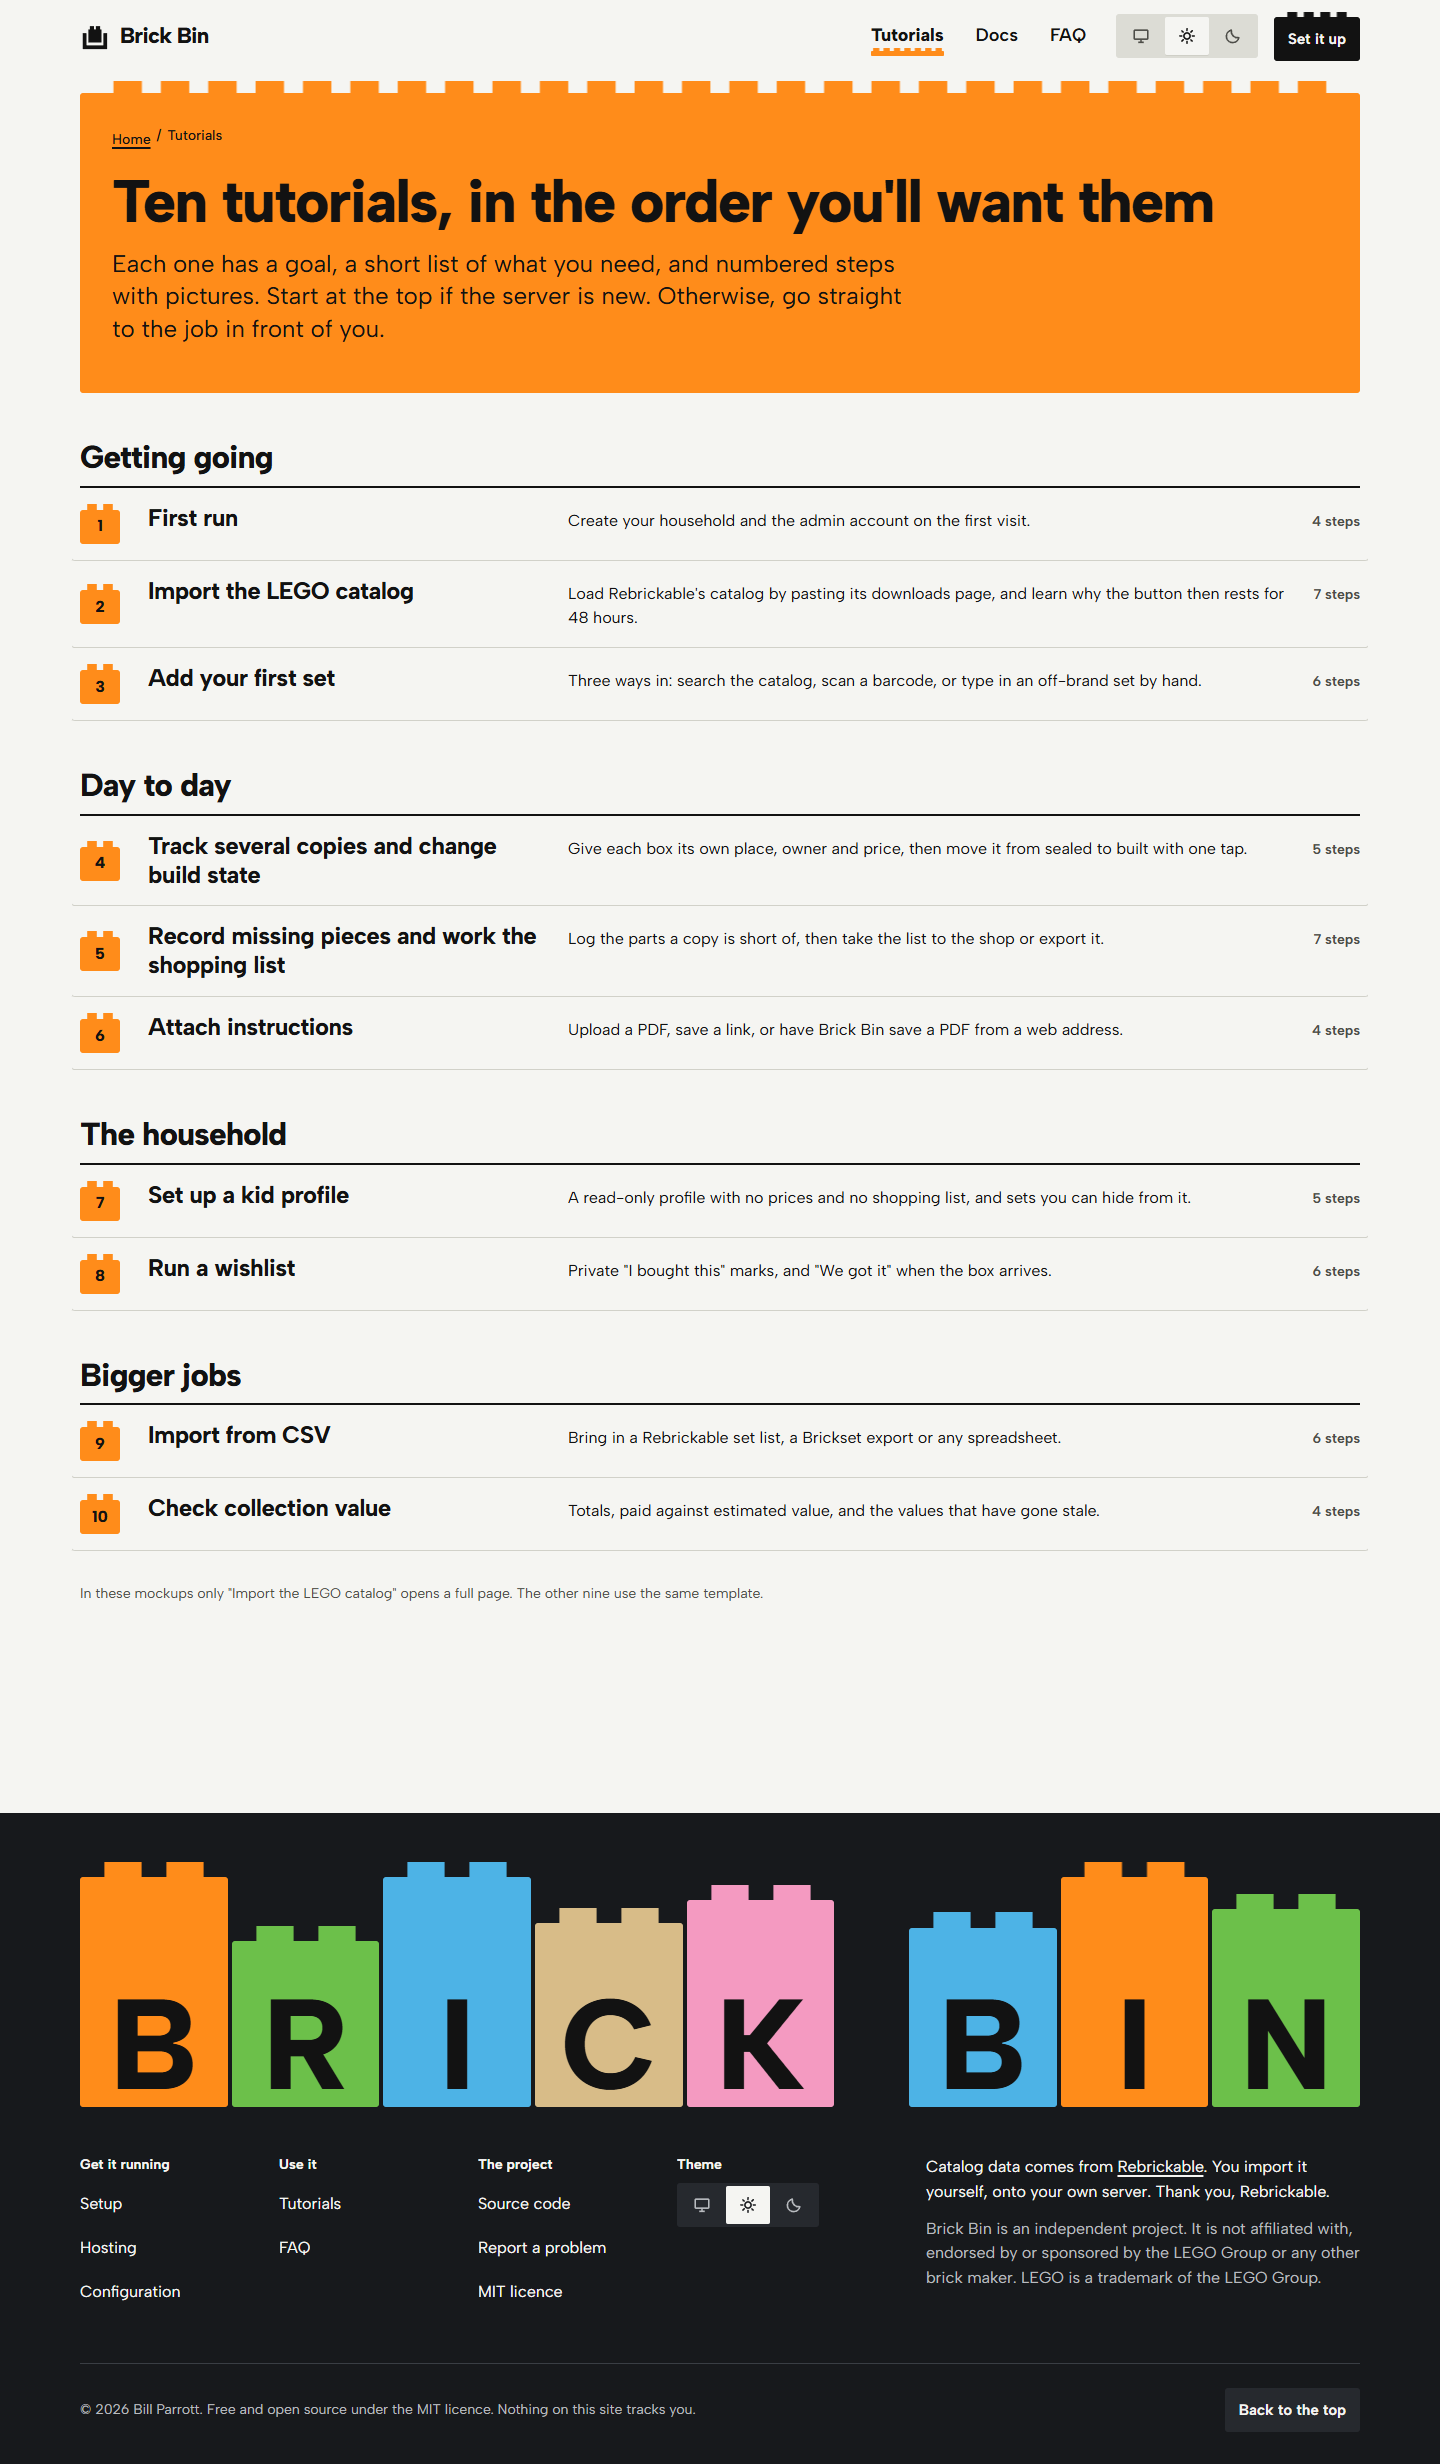 Brick Bin
Tutorials
Docs
FAQ
Set it up
Home / Tutorials
Ten tutorials, in the order you'll want them
Each one has a goal, a short list of what you need, and numbered steps
with pictures. Start at the top if the server is new. Otherwise, go straight
to the job in front of you.
Getting going
1
First run
Create your household and the admin account on the first visit.
4 steps
2
Import the LEGO catalog
Load Rebrickable's catalog by pasting its downloads page, and learn why the button then rests for
48 hours.
7 steps
3
Add your first set
Three ways in: search the catalog, scan a barcode, or type in an off-brand set by hand.
6 steps
Day to day
4
Track several copies and change
build state
Give each box its own place, owner and price, then move it from sealed to built with one tap.
5 steps
5
Record missing pieces and work the
shopping list
Log the parts a copy is short of, then take the list to the shop or export it.
7 steps
6
Attach instructions
Upload a PDF, save a link, or have Brick Bin save a PDF from a web address.
4 steps
The household
7
Set up a kid profile
A read-only profile with no prices and no shopping list, and sets you can hide from it.
5 steps
8
Run a wishlist
Private "I bought this" marks, and "We got it" when the box arrives.
6 steps
Bigger jobs
9
Import from CSV
Bring in a Rebrickable set list, a Brickset export or any spreadsheet.
6 steps
10
Check collection value
Totals, paid against estimated value, and the values that have gone stale.
4 steps
In these mockups only "Import the LEGO catalog" opens a full page. The other nine use the same template.
BRICK BIN
Get it running
Setup
Hosting
Configuration
Use it
Tutorials
FAQ
The project
Source code
Report a problem
MIT licence
Theme
Catalog data comes from Rebrickable. You import it
yourself, onto your own server. Thank you, Rebrickable.
Brick Bin is an independent project. It is not affiliated with,
endorsed by or sponsored by the LEGO Group or any other
brick maker. LEGO is a trademark of the LEGO Group.
© 2026 Bill Parrott. Free and open source under the MIT licence. Nothing on this site tracks you.
Back to the top